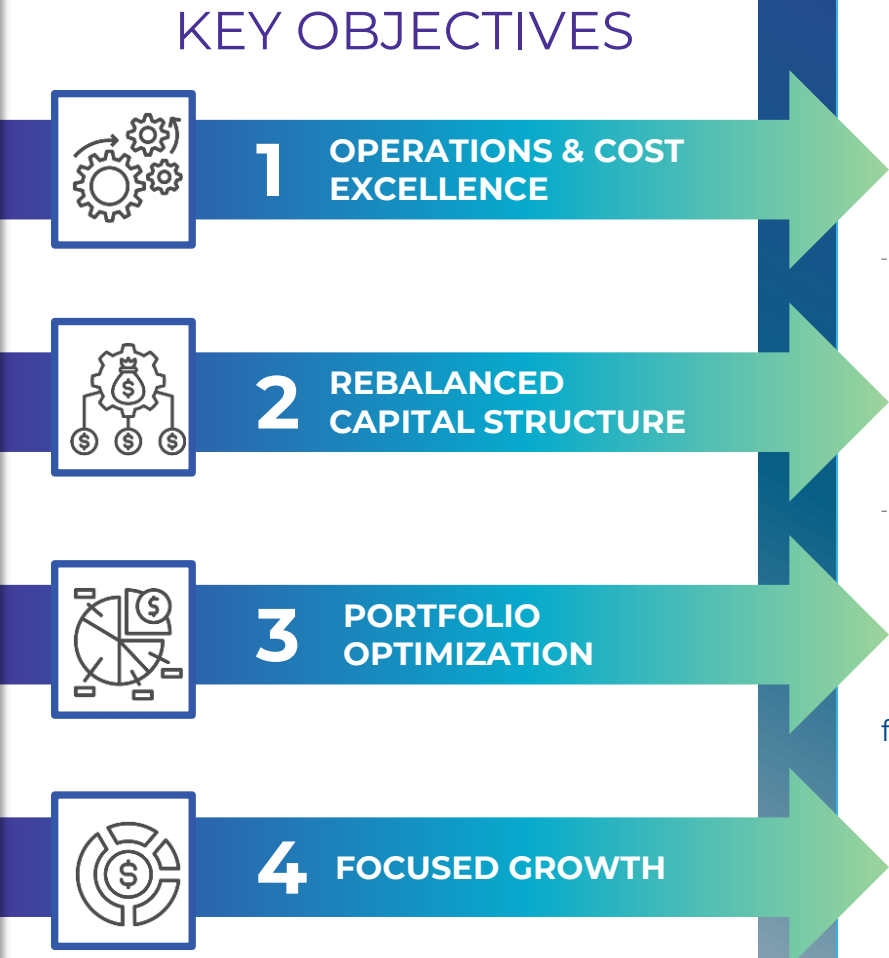 KEY OBJECTIVES
1
OPERATIONS & COST
EXCELLENCE
$
$ $ $
2
REBALANCED
CAPITAL STRUCTURE
$
3
PORTFOLIO
OPTIMIZATION
f
$
4
FOCUSED GROWTH